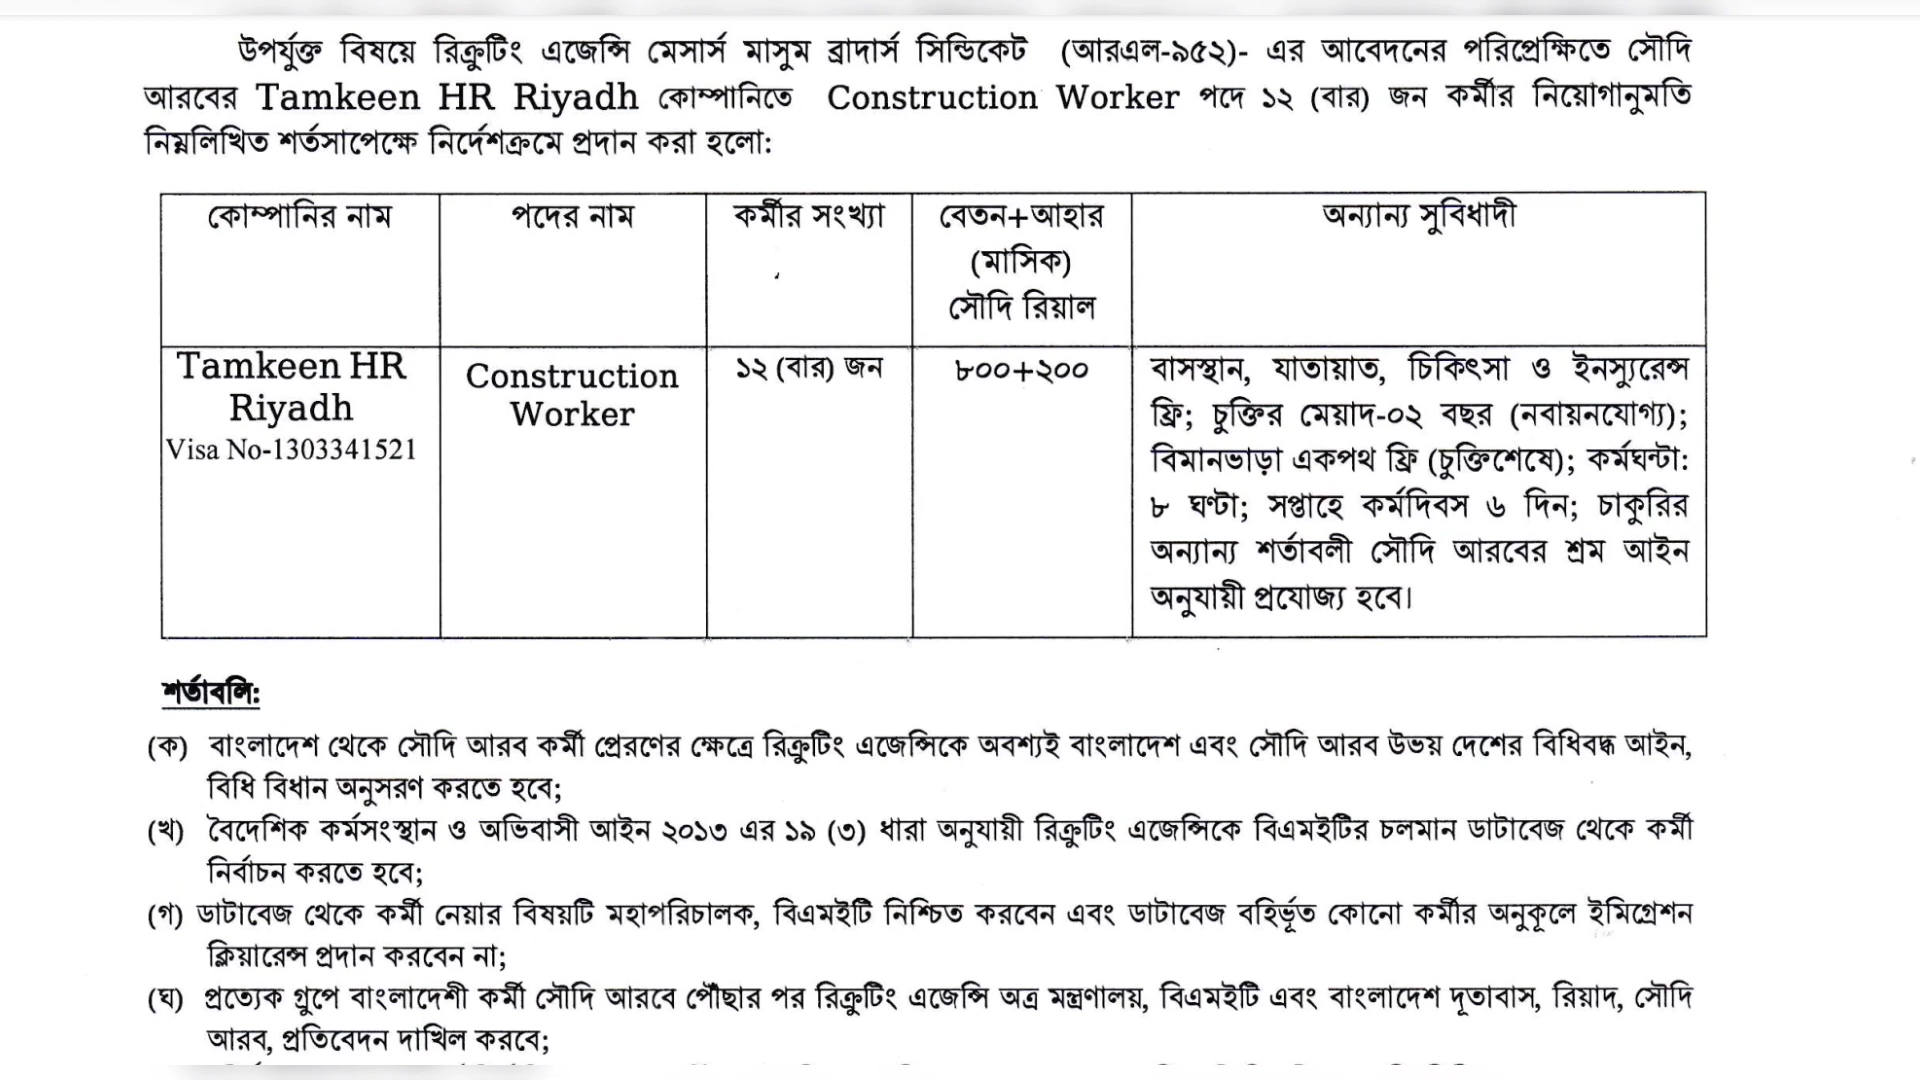 উপর্যুক্ত বিষয়ে রিক্রুটিং এজেন্সি মেসার্স মাসুম ব্রাদার্স সিন্ডিকেট (আরএল-৯৫২)- এর আবেদনের পরিপ্রেক্ষিতে সৌদি
আরবের Tamkeen HR Riyadh কোম্পানিতে Construction Worker পদে ১২ (বার) জন কর্মীর নিয়োগানুমতি
নিম্নলিখিত শর্তসাপেক্ষে নির্দেশক্রমে প্রদান করা হলো:
কোম্পানির নাম
পদের নাম
কর্মীর সংখ্যা
বেতন+আহার
(মাসিক)
সৌদি রিয়াল
অন্যান্য সুবিধাদী
Tamkeen HR
Riyadh
Visa No-1303341521
Construction
Worker
১২ (বার) জন
৮০০+২০০
বাসস্থান, যাতায়াত, চিকিৎসা ও ইনস্যুরেন্স
ফ্রি; চুক্তির মেয়াদ-০২ বছর (নবায়নযোগ্য);
বিমানভাড়া একপথ ফ্রি (চুক্তিশেষে); কর্মঘন্টা:
৮ ঘণ্টা; সপ্তাহে কর্মদিবস ৬ দিন; চাকুরির
অন্যান্য শর্তাবলী সৌদি আরবের শ্রম আইন
অনুযায়ী প্রযোজ্য হবে।
শর্তাবলি:
(ক) বাংলাদেশ থেকে সৌদি আরব কর্মী প্রেরণের ক্ষেত্রে রিক্রুটিং এজেন্সিকে অবশ্যই বাংলাদেশ এবং সৌদি আরব উভয় দেশের বিধিবদ্ধ আইন,
বিধি বিধান অনুসরণ করতে হবে;
(খ) বৈদেশিক কর্মসংস্থান ও অভিবাসী আইন ২০১৩ এর ১৯ (৩) ধারা অনুযায়ী রিক্রুটিং এজেন্সিকে বিএমইটির চলমান ডাটাবেজ থেকে কর্মী
নির্বাচন করতে হবে;
(গ) ডাটাবেজ থেকে কর্মী নেয়ার বিষয়টি মহাপরিচালক, বিএমইটি নিশ্চিত করবেন এবং ডাটাবেজ বহির্ভূত কোনো কর্মীর অনুকূলে ইমিগ্রেশন
ক্লিয়ারেন্স প্রদান করবেন না;
(ঘ) প্রত্যেক গ্রুপে বাংলাদেশী কর্মী সৌদি আরবে পৌঁছার পর রিক্রুটিং এজেন্সি অত্র মন্ত্রণালয়, বিএমইটি এবং বাংলাদেশ দূতাবাস, রিয়াদ, সৌদি
আরব, প্রতিবেদন দাখিল করবে;